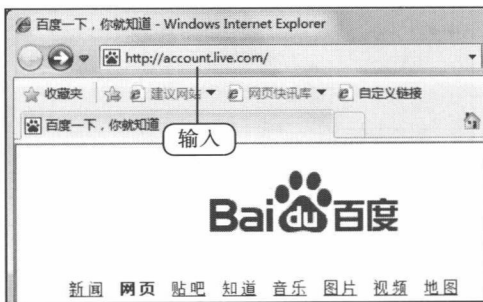 百度一下，你就知道 - Windows Internet Explorer
http://account.live.com/
收藏夹 建议网站 网页快讯库 自定义链接
百度一下，你就知道
输入
Bai du 百度
新闻 网页 贴吧 知道 音乐 图片 视频 地图